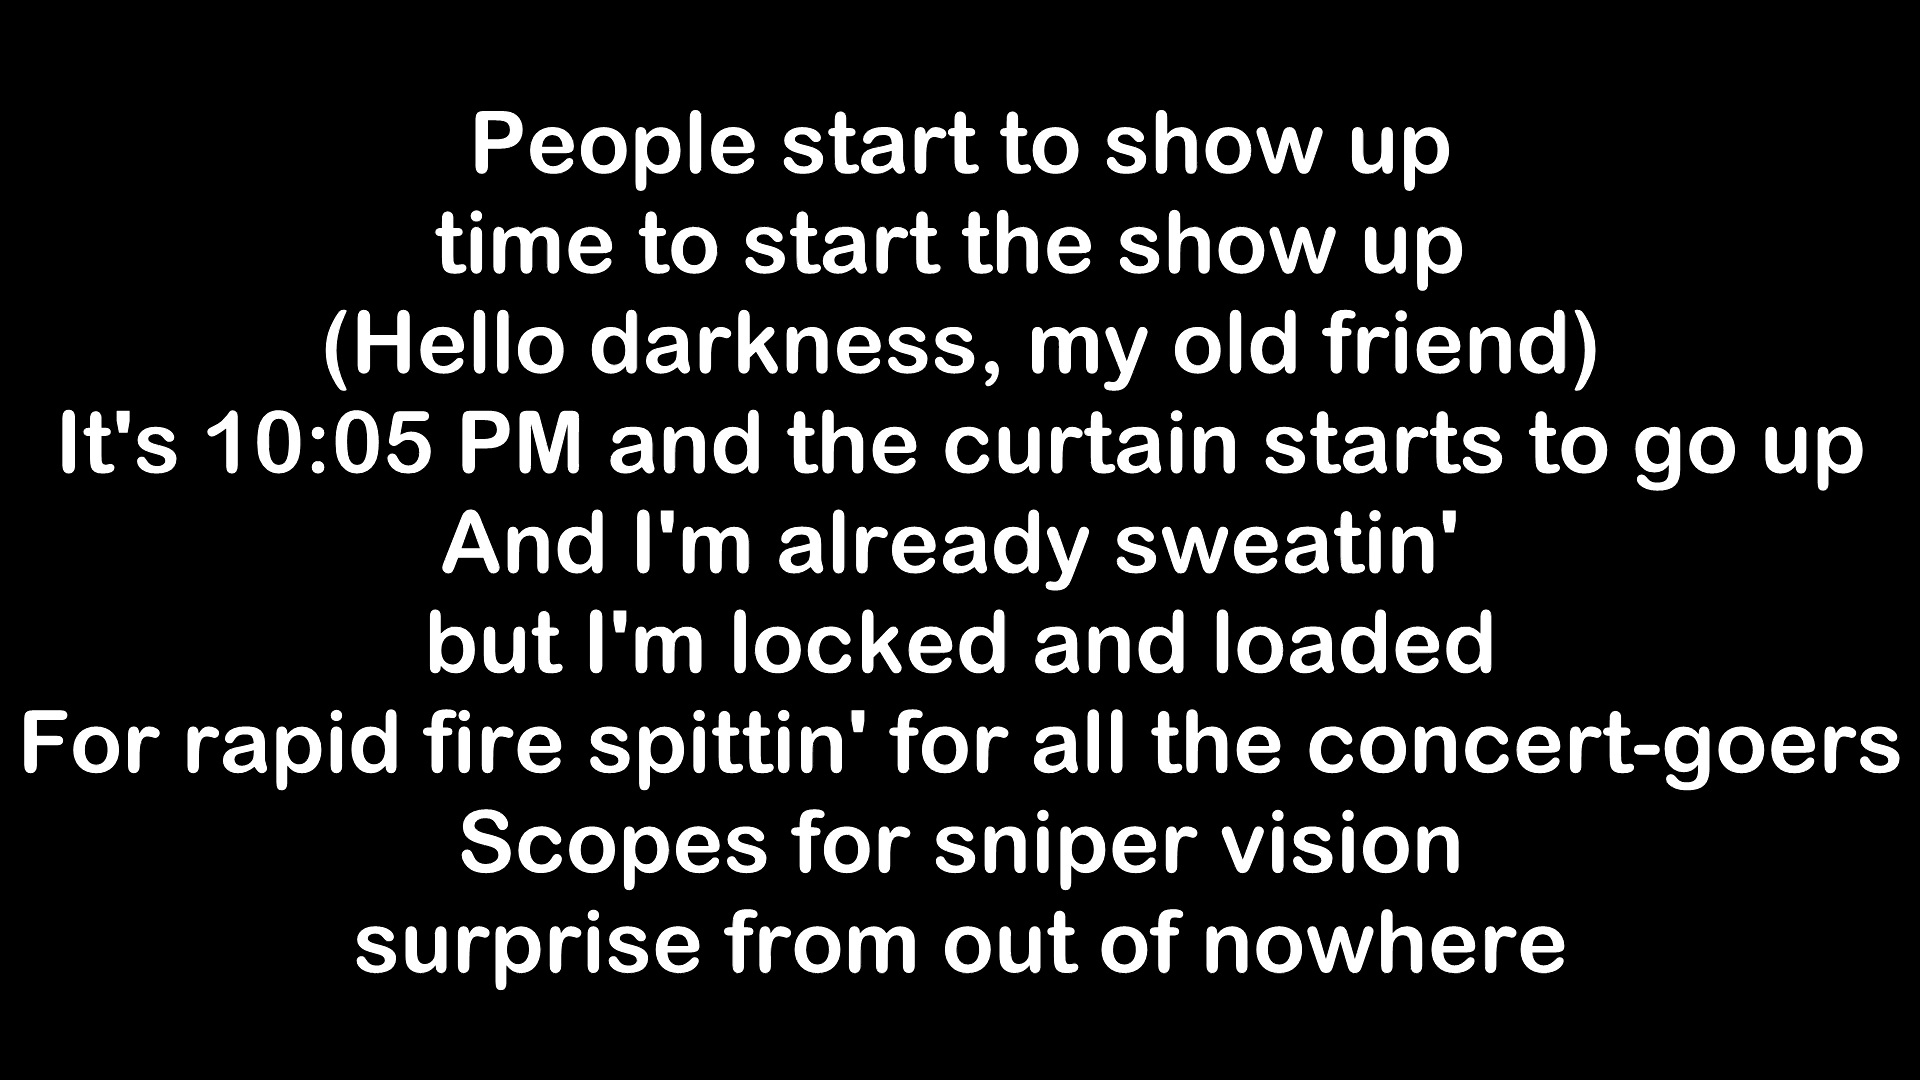 People start to show up
time to start the show up
(Hello darkness, my old friend)
It's 10:05 PM and the curtain starts to go up
And I'm already sweatin'
but I'm locked and loaded
For rapid fire spittin' for all the concert-goers
Scopes for sniper vision
surprise from out of nowhere